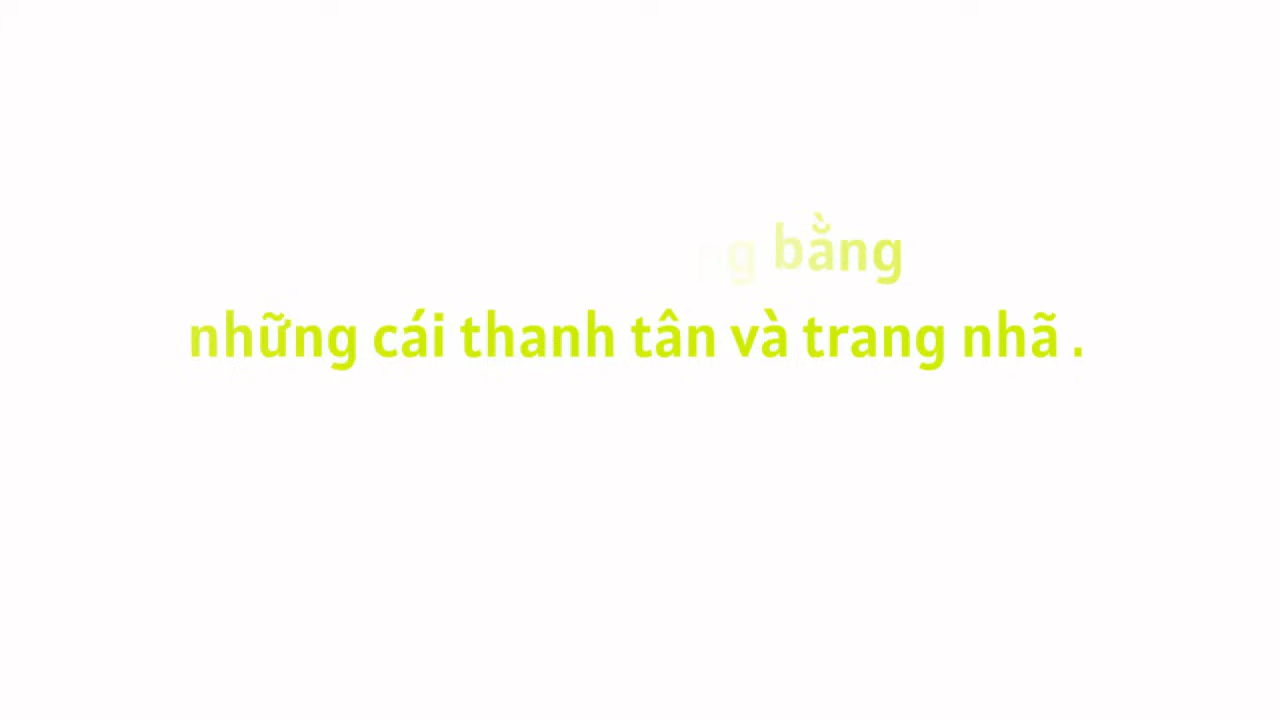 bằng
những cái thanh tân và trang nhã .